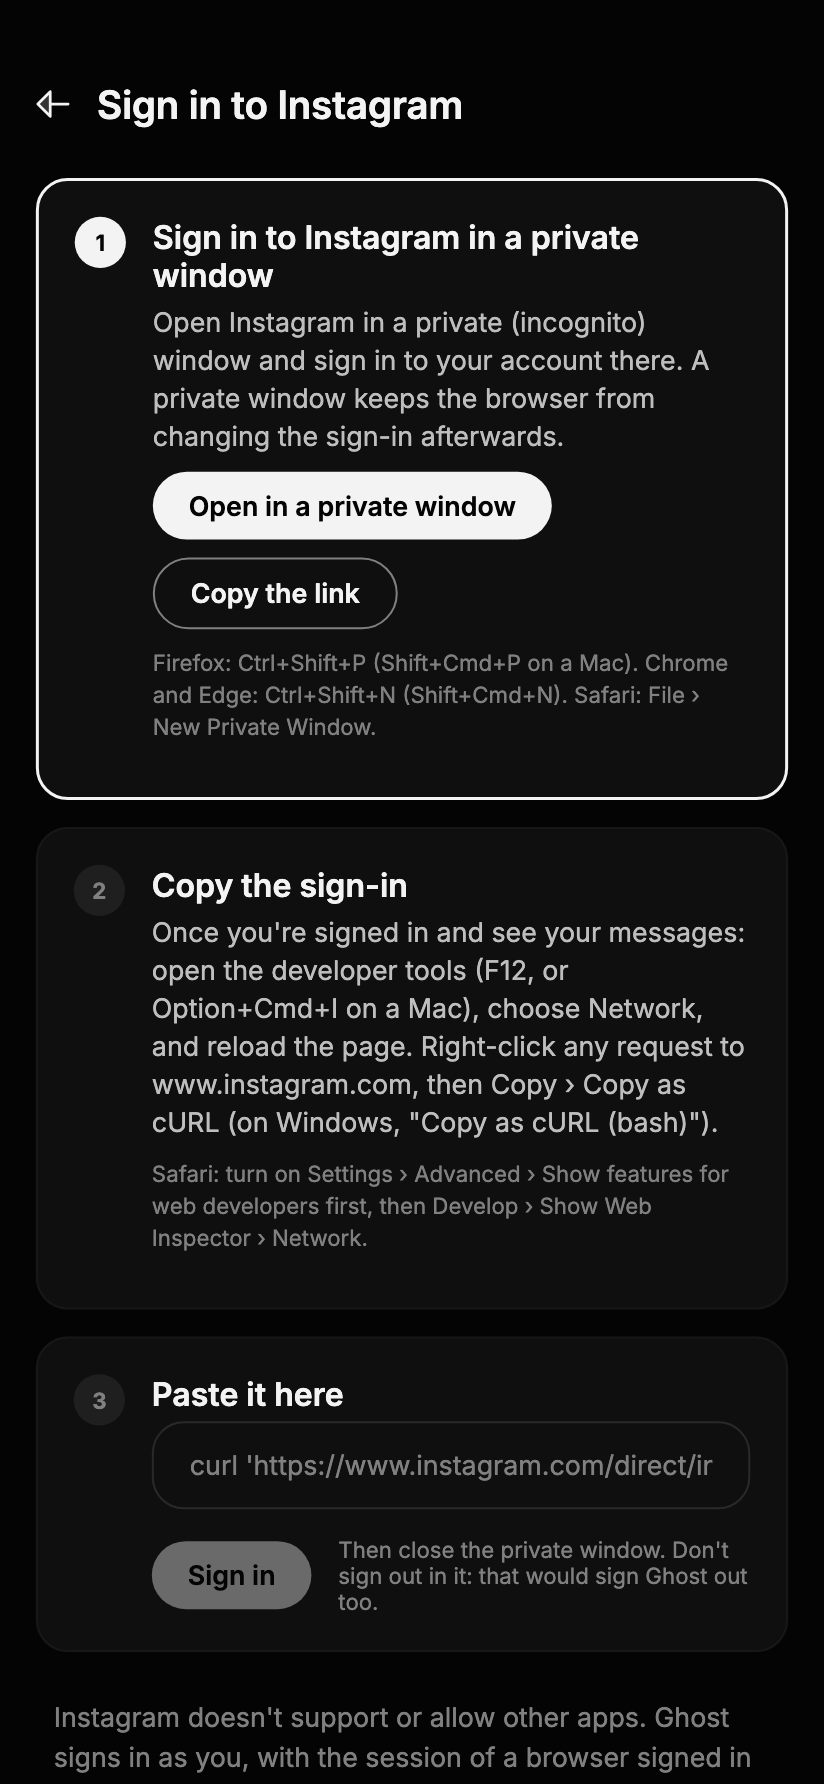 Sign in to Instagram
1
Sign in to Instagram in a private
window
Open Instagram in a private (incognito)
window and sign in to your account there. A
private window keeps the browser from
changing the sign-in afterwards.
Open in a private window
Copy the link
Firefox: Ctrl+Shift+P (Shift+Cmd+P on a Mac). Chrome
and Edge: Ctrl+Shift+N (Shift+Cmd+N). Safari: File ›
New Private Window.
2
Copy the sign-in
Once you're signed in and see your messages:
open the developer tools (F12, or
Option+Cmd+I on a Mac), choose Network,
and reload the page. Right-click any request to
www.instagram.com, then Copy › Copy as
cURL (on Windows, "Copy as cURL (bash)").
Safari: turn on Settings › Advanced › Show features for
web developers first, then Develop › Show Web
Inspector › Network.
3
Paste it here
curl 'https://www.instagram.com/direct/ir
Sign in
Then close the private window. Don't
sign out in it: that would sign Ghost out
too.
Instagram doesn't support or allow other apps. Ghost
signs in as you, with the session of a browser signed in